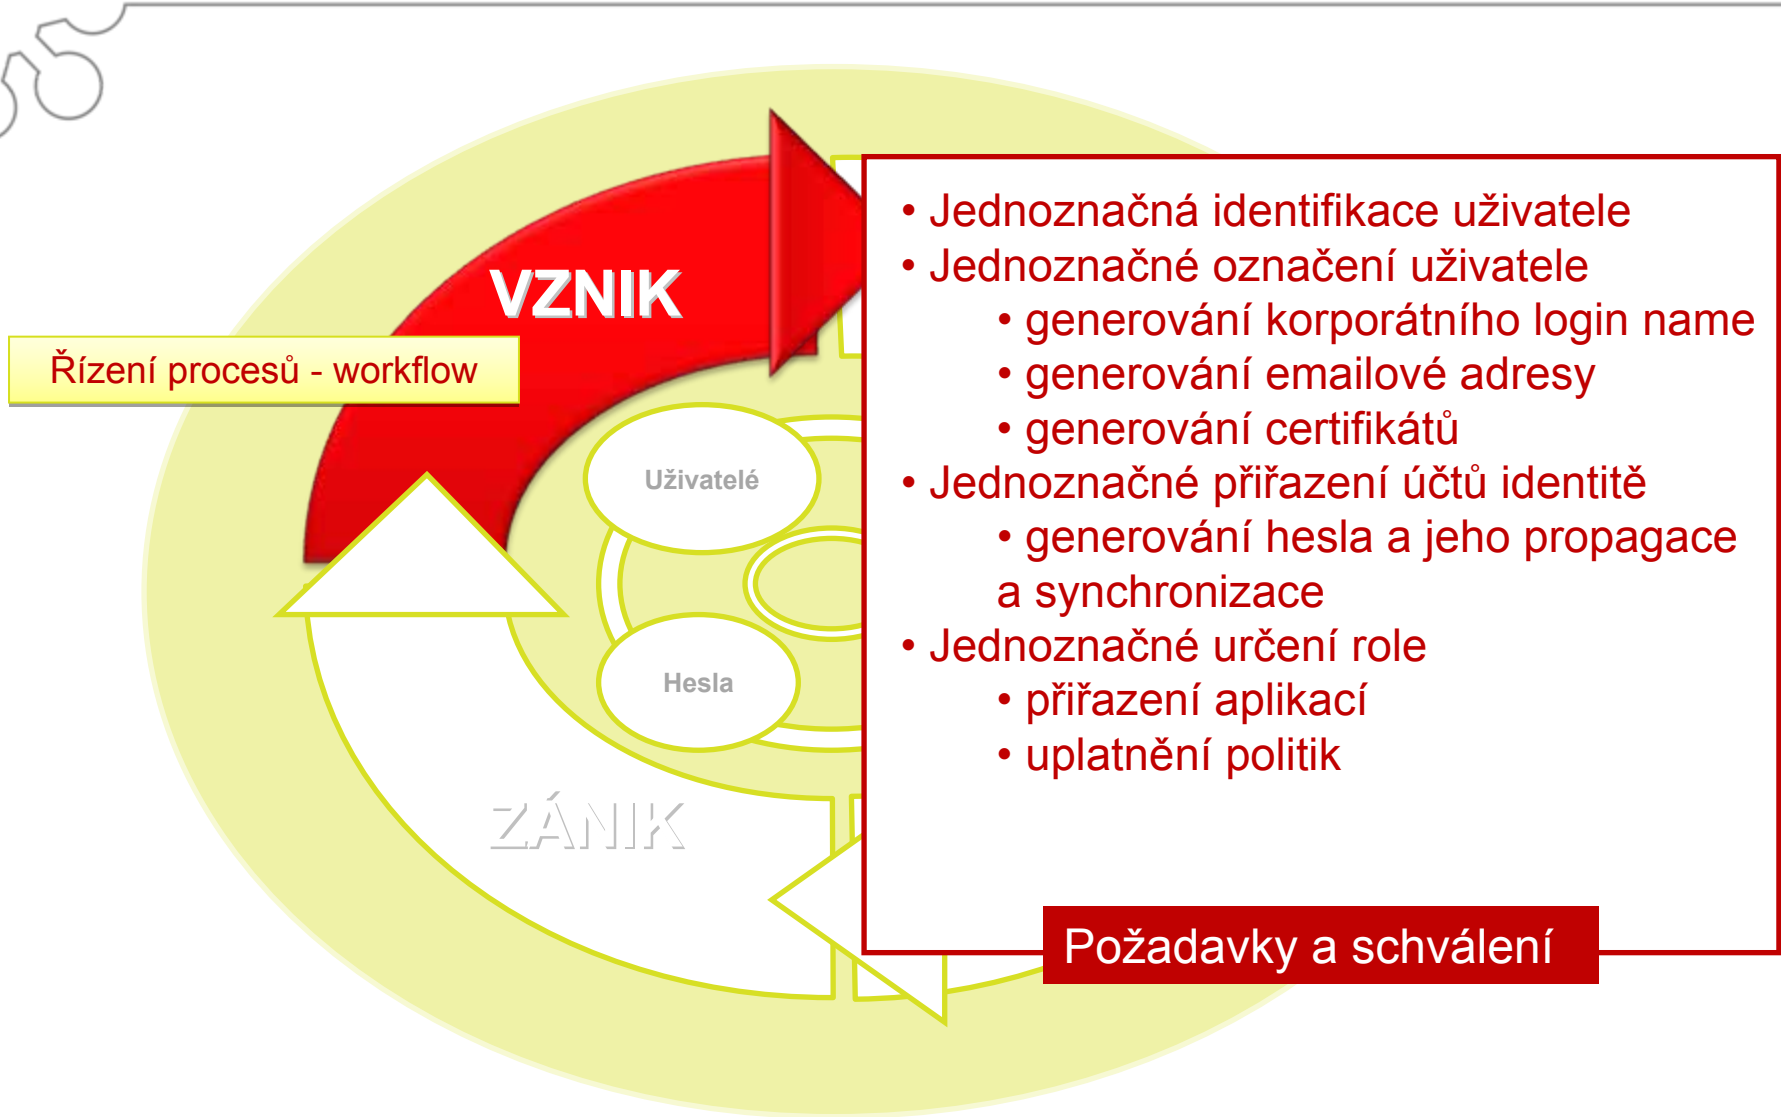 VZNIK
Řízení procesů - workflow
Uživatelé
Hesla
ZÁNIK
• Jednoznačná identifikace uživatele
• Jednoznačné označení uživatele
• generování korporátního login name
• generování emailové adresy
• generování certifikátů
• Jednoznačné přiřazení účtů identitě
• generování hesla a jeho propagace
a synchronizace
• Jednoznačné určení role
• přiřazení aplikací
• uplatnění politik
Požadavky a schválení